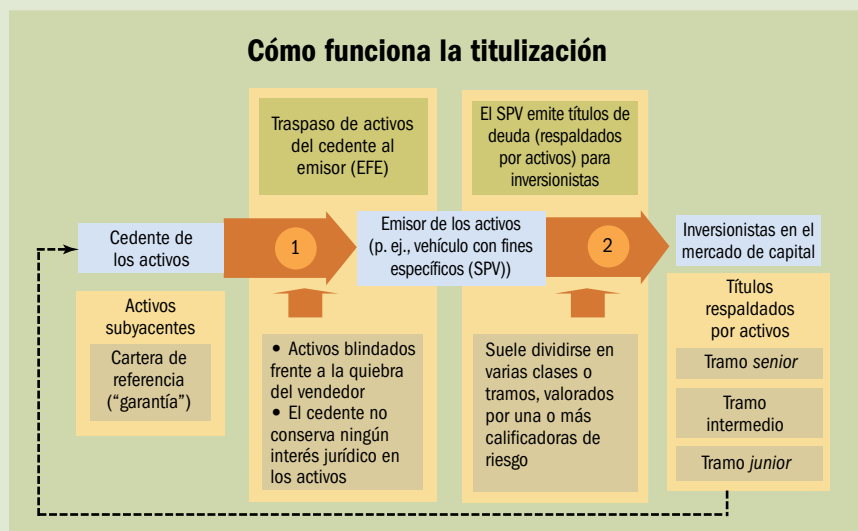 Cómo funciona la titulización
Traspaso de activos
del cedente al
emisor (EFE)
El SPV emite títulos de
deuda (respaldados
por activos) para
inversionistas
Cedente de
los activos
1
Emisor de los activos
(p. ej., vehículo con fines
específicos (SPV))
2
Inversionistas en el
mercado de capital
Activos
subyacentes
Cartera de
referencia
(“garantía”)
• Activos blindados
frente a la quiebra
del vendedor
• El cedente no
conserva ningún
interés jurídico en
los activos
Suele dividirse en
varias clases o
tramos, valorados
por una o más
calificadoras de
riesgo
Títulos
respaldados
por activos
Tramo senior
Tramo
intermedio
Tramo junior